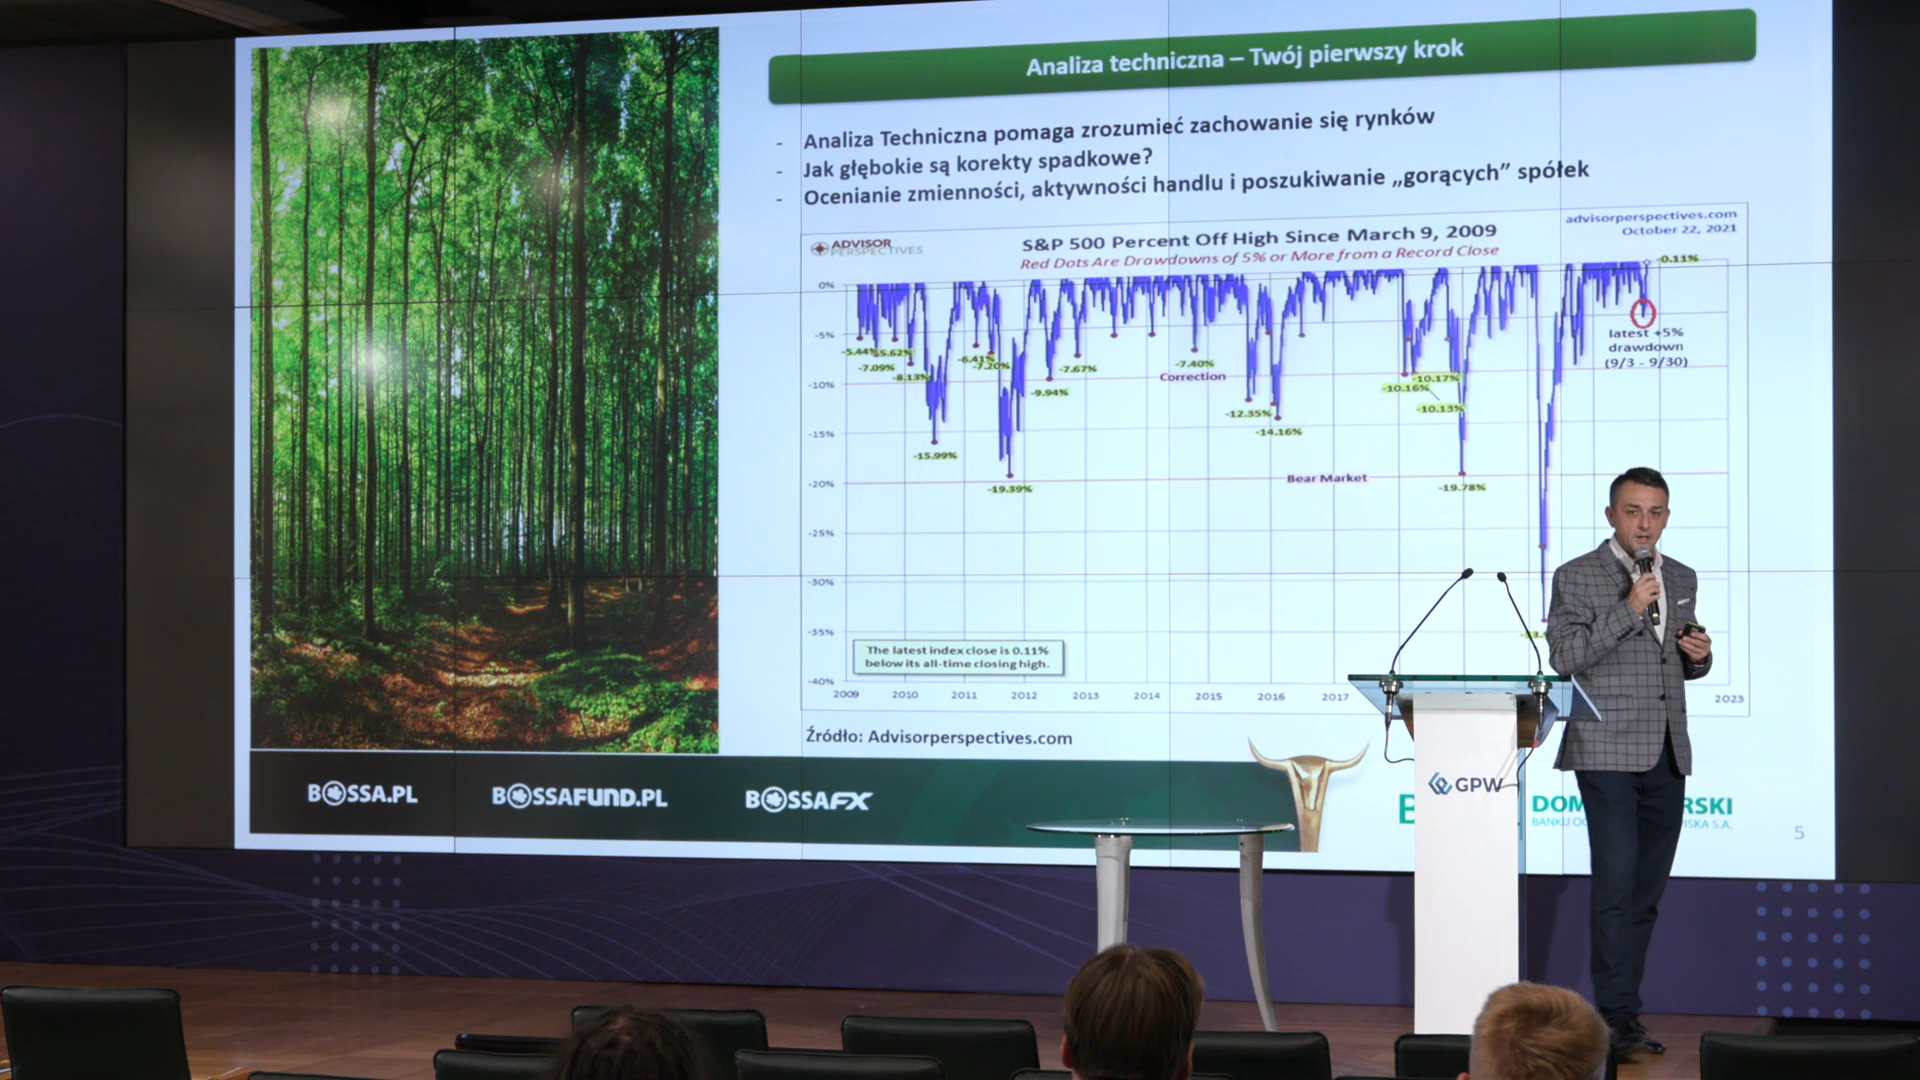 Analiza techniczna – Twój pierwszy krok
- Analiza Techniczna pomaga zrozumieć zachowanie się rynków
- Jak głębokie są korekty spadkowe?
- Ocenianie zmienności, aktywności handlu i poszukiwanie „gorących” spółek
ADVISOR
PERSPECTIVES
S&P 500 Percent Off High Since March 9, 2009
Red Dots Are Drawdowns of 5% or More from a Record Close
advisorperspectives.com
October 22, 2021
0%
-5%
-10%
-15%
-20%
-25%
-30%
-35%
-40%
-0.11%
-5.44%
-5.62%
-7.09%
-8.13%
-6.41%
-7.20%
-7.67%
-9.94%
-7.40%
Correction
-12.35%
-14.16%
-10.17%
-10.16%
-10.13%
-15.99%
-19.39%
Bear Market
-19.78%
latest +5%
drawdown
(9/3 - 9/30)
The latest index close is 0.11%
below its all-time closing high.
2009 2010 2011 2012 2013 2014 2015 2016 2017 2023
Źródło: Advisorperspectives.com
BOSSA.PL
BOSSAFUND.PL
BOSSAFX
GPW
5